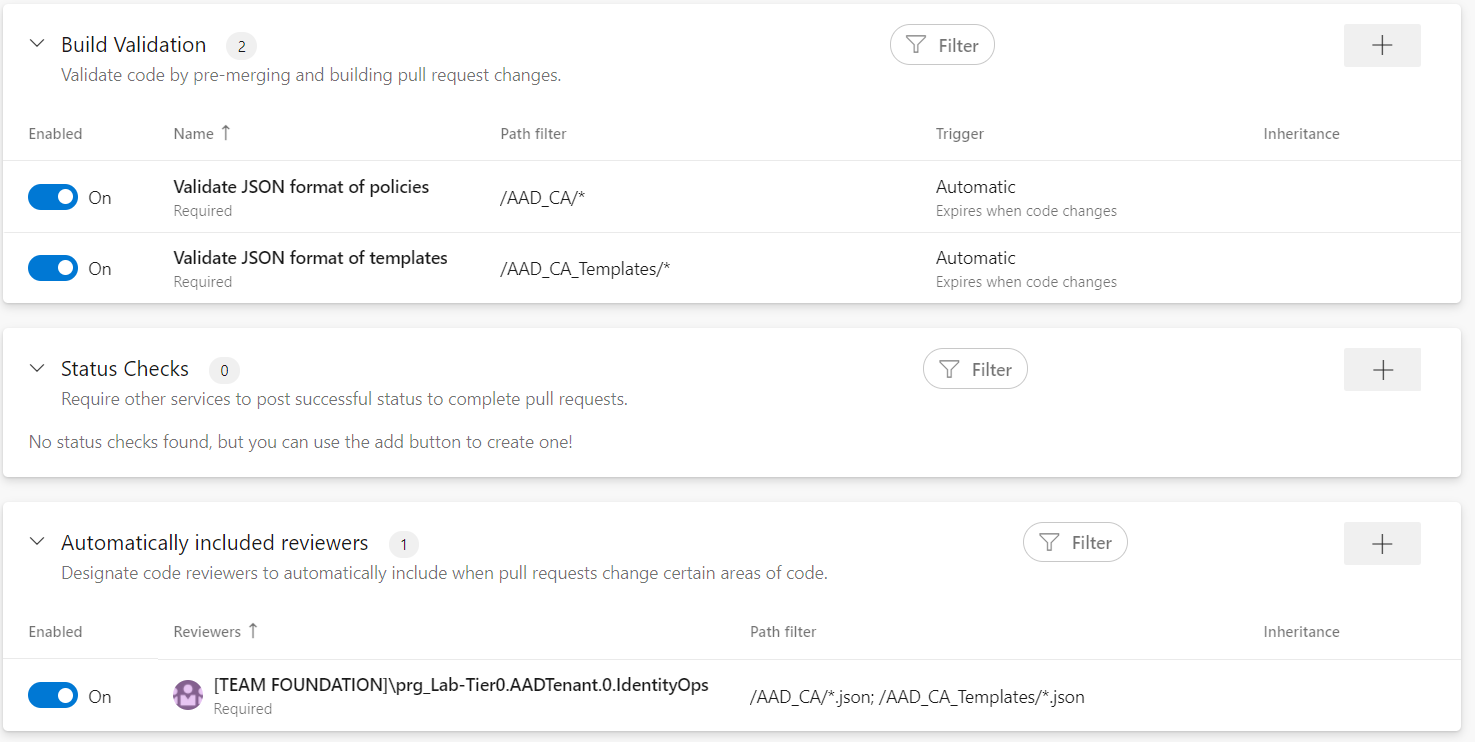 Build Validation 2 Filter
Validate code by pre-merging and building pull request changes.
Enabled Name ↑ Path filter Trigger Inheritance
On Validate JSON format of policies /AAD_CA/* Automatic
Required Expires when code changes
On Validate JSON format of templates /AAD_CA_Templates/* Automatic
Required Expires when code changes
Status Checks 0 Filter
Require other services to post successful status to complete pull requests.
No status checks found, but you can use the add button to create one!
Automatically included reviewers 1 Filter
Designate code reviewers to automatically include when pull requests change certain areas of code.
Enabled Reviewers ↑ Path filter Inheritance
On [TEAM FOUNDATION]\prg_Lab-Tier0.AADTenant.0.IdentityOps /AAD_CA/*.json; /AAD_CA_Templates/*.json
Required